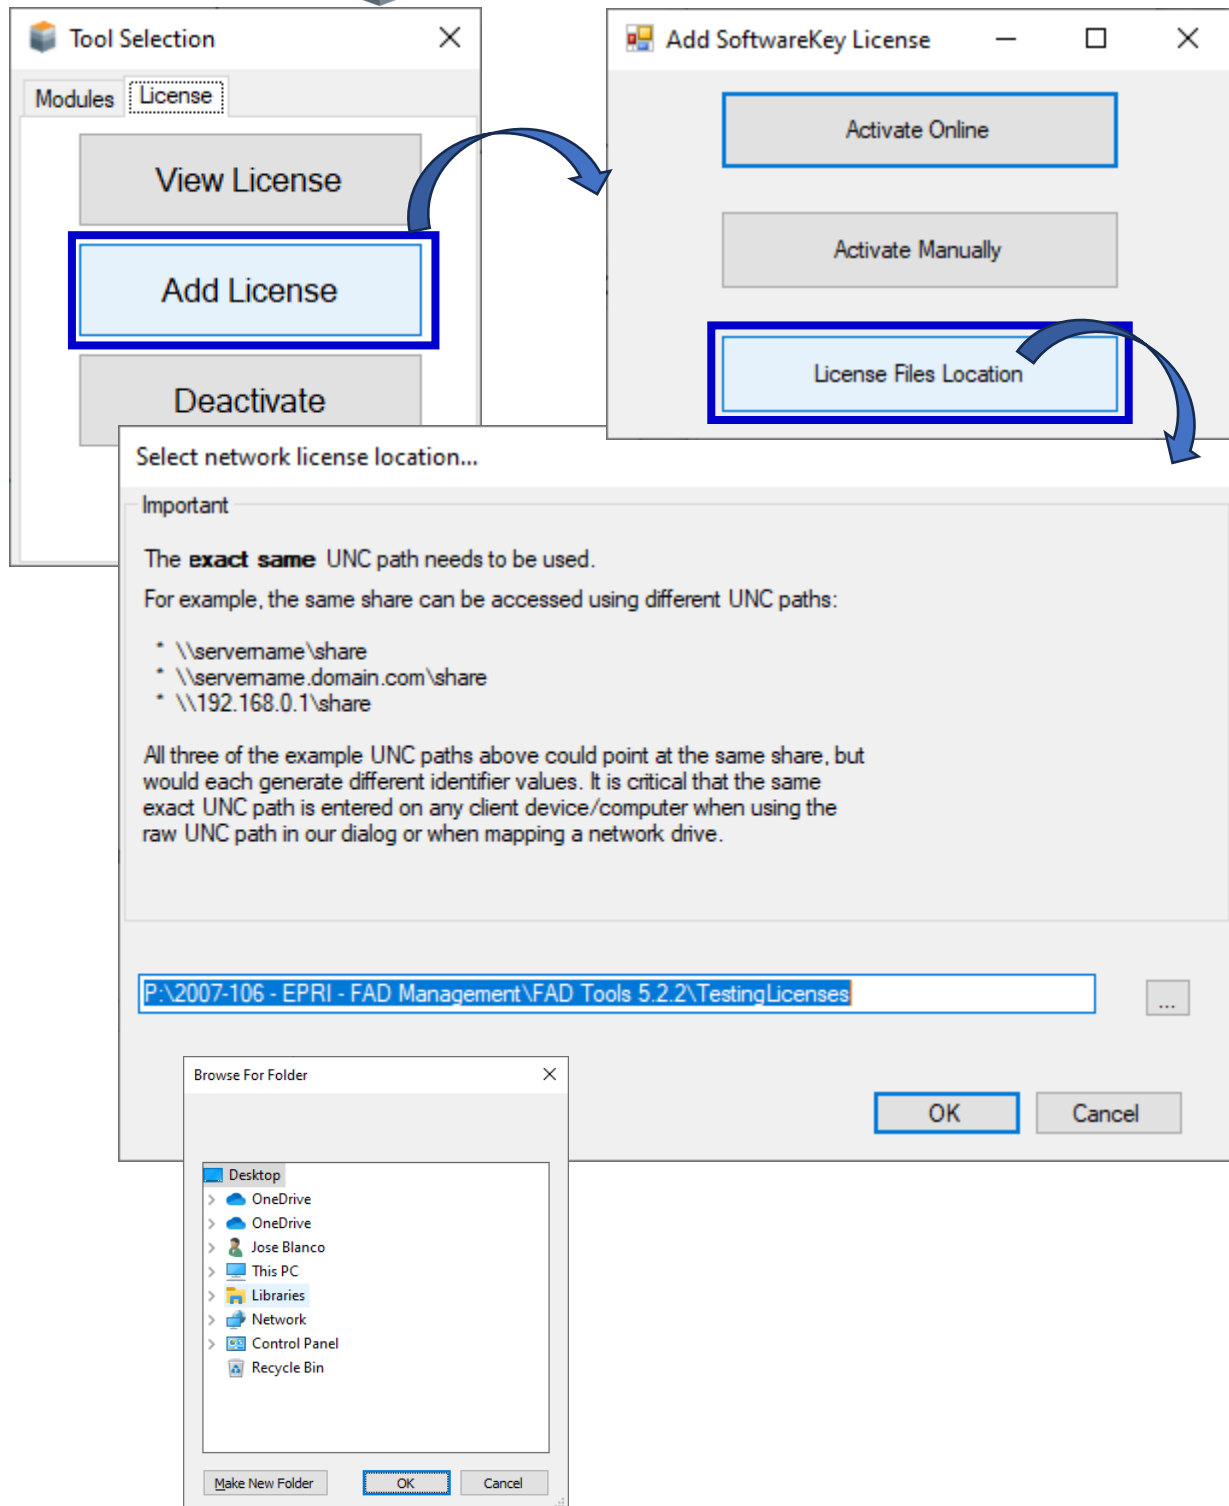 Tool Selection
Modules
License
View License
Add License
Deactivate
Add SoftwareKey License
Activate Online
Activate Manually
License Files Location
Select network license location...
Important
The exact same UNC path needs to be used.
For example, the same share can be accessed using different UNC paths:
* \\servername\share
* \\servername.domain.com\share
* \\192.168.0.1\share
All three of the example UNC paths above could point at the same share, but
would each generate different identifier values. It is critical that the same
exact UNC path is entered on any client device/computer when using the
raw UNC path in our dialog or when mapping a network drive.
P:\2007-106 - EPRI - FAD Management\FAD Tools 5.2.2\TestingLicenses
...
OK
Cancel
Browse For Folder
Desktop
OneDrive
OneDrive
Jose Blanco
This PC
Libraries
Network
Control Panel
Recycle Bin
Make New Folder
OK
Cancel